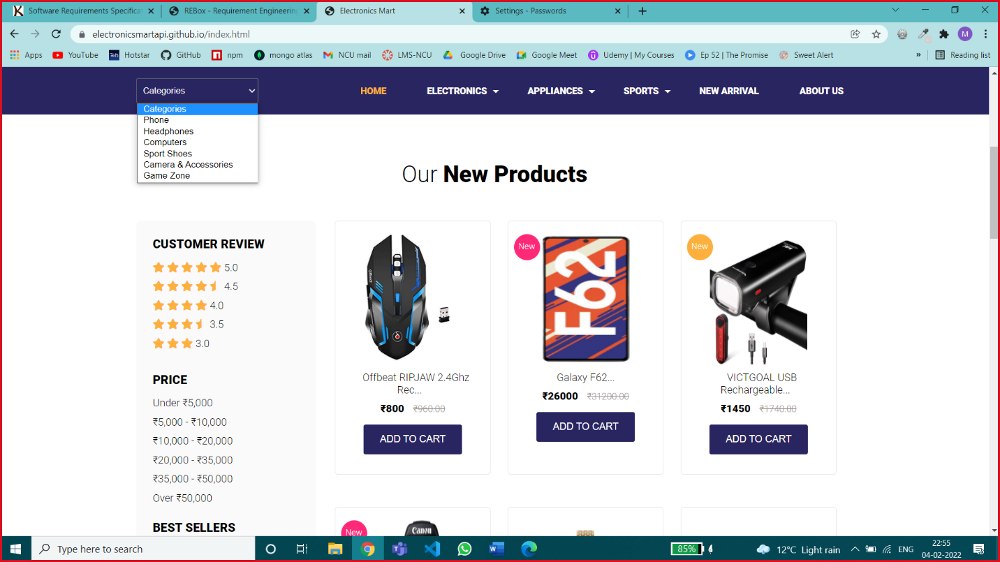 Software Requirements Specificat
REBox - Requirement Engineering
Electronics Mart
Settings - Passwords
electronicsmartapi.github.io/index.html
M
Apps
YouTube
Hotstar
GitHub
npm
mongo atlas
NCU mail
LMS-NCU
Google Drive
Google Meet
Udemy | My Courses
Ep 52 | The Promise
Sweet Alert
»
Reading list
Categories
HOME
ELECTRONICS
APPLIANCES
SPORTS
NEW ARRIVAL
ABOUT US
Categories
Phone
Headphones
Computers
Sport Shoes
Camera & Accessories
Game Zone
Our New Products
CUSTOMER REVIEW
5.0
4.5
4.0
3.5
3.0
PRICE
Under ₹5,000
₹5,000 - ₹10,000
₹10,000 - ₹20,000
₹20,000 - ₹35,000
₹35,000 - ₹50,000
Over ₹50,000
BEST SELLERS
Offbeat RIPJAW 2.4Ghz
Rec...
₹800 ₹960.00
ADD TO CART
New
F62
Galaxy F62...
₹26000 ₹31200.00
ADD TO CART
New
VICTGOAL USB
Rechargeable...
₹1450 ₹1740.00
ADD TO CART
New
Canon
Type here to search
85%
12°C Light rain
ENG
22:55
04-02-2022